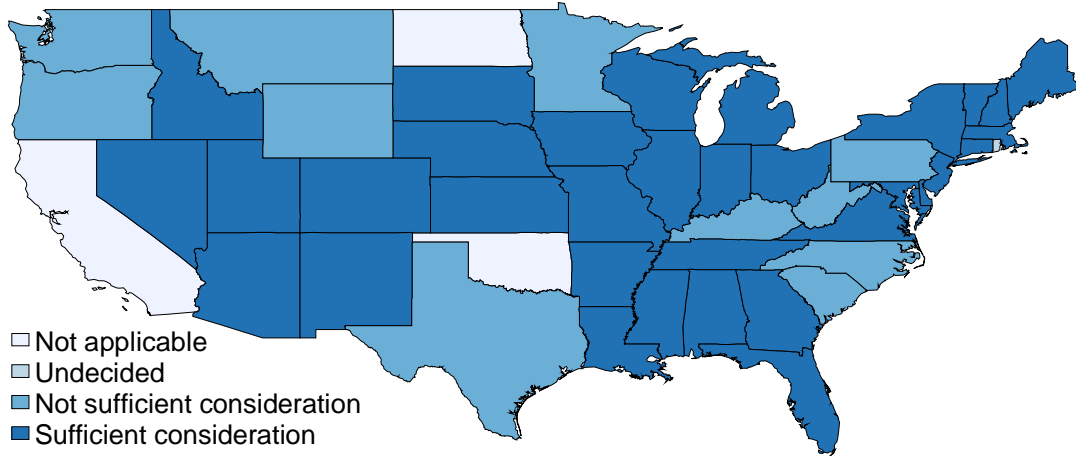 Not applicable
Undecided
Not sufficient consideration
Sufficient consideration